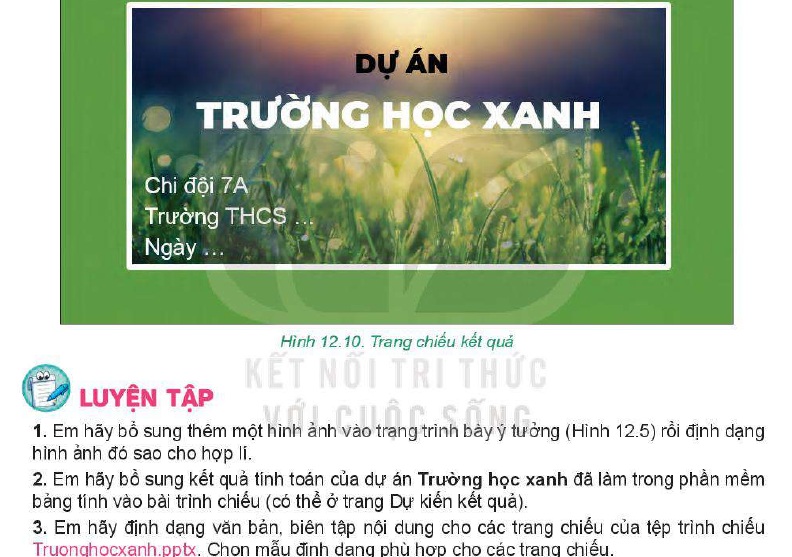 DỰ ÁN
TRƯỜNG HỌC XANH
Chi đội 7A
Trường THCS ...
Ngày ...
Hình 12.10. Trang chiếu kết quả
KẾT NỐI TRI THỨC
VỚI CUỘC SỐNG
LUYỆN TẬP
1. Em hãy bổ sung thêm một hình ảnh vào trang trình bày ý tưởng (Hình 12.5) rồi định dạng
hình ảnh đó sao cho hợp lí.
2. Em hãy bổ sung kết quả tính toán của dự án Trường học xanh đã làm trong phần mềm
bảng tính vào bài trình chiếu (có thể ở trang Dự kiến kết quả).
3. Em hãy định dạng văn bản, biên tập nội dung cho các trang chiếu của tệp trình chiếu
Truonghocxanh.pptx. Chọn mẫu định dạng phù hợp cho các trang chiếu.